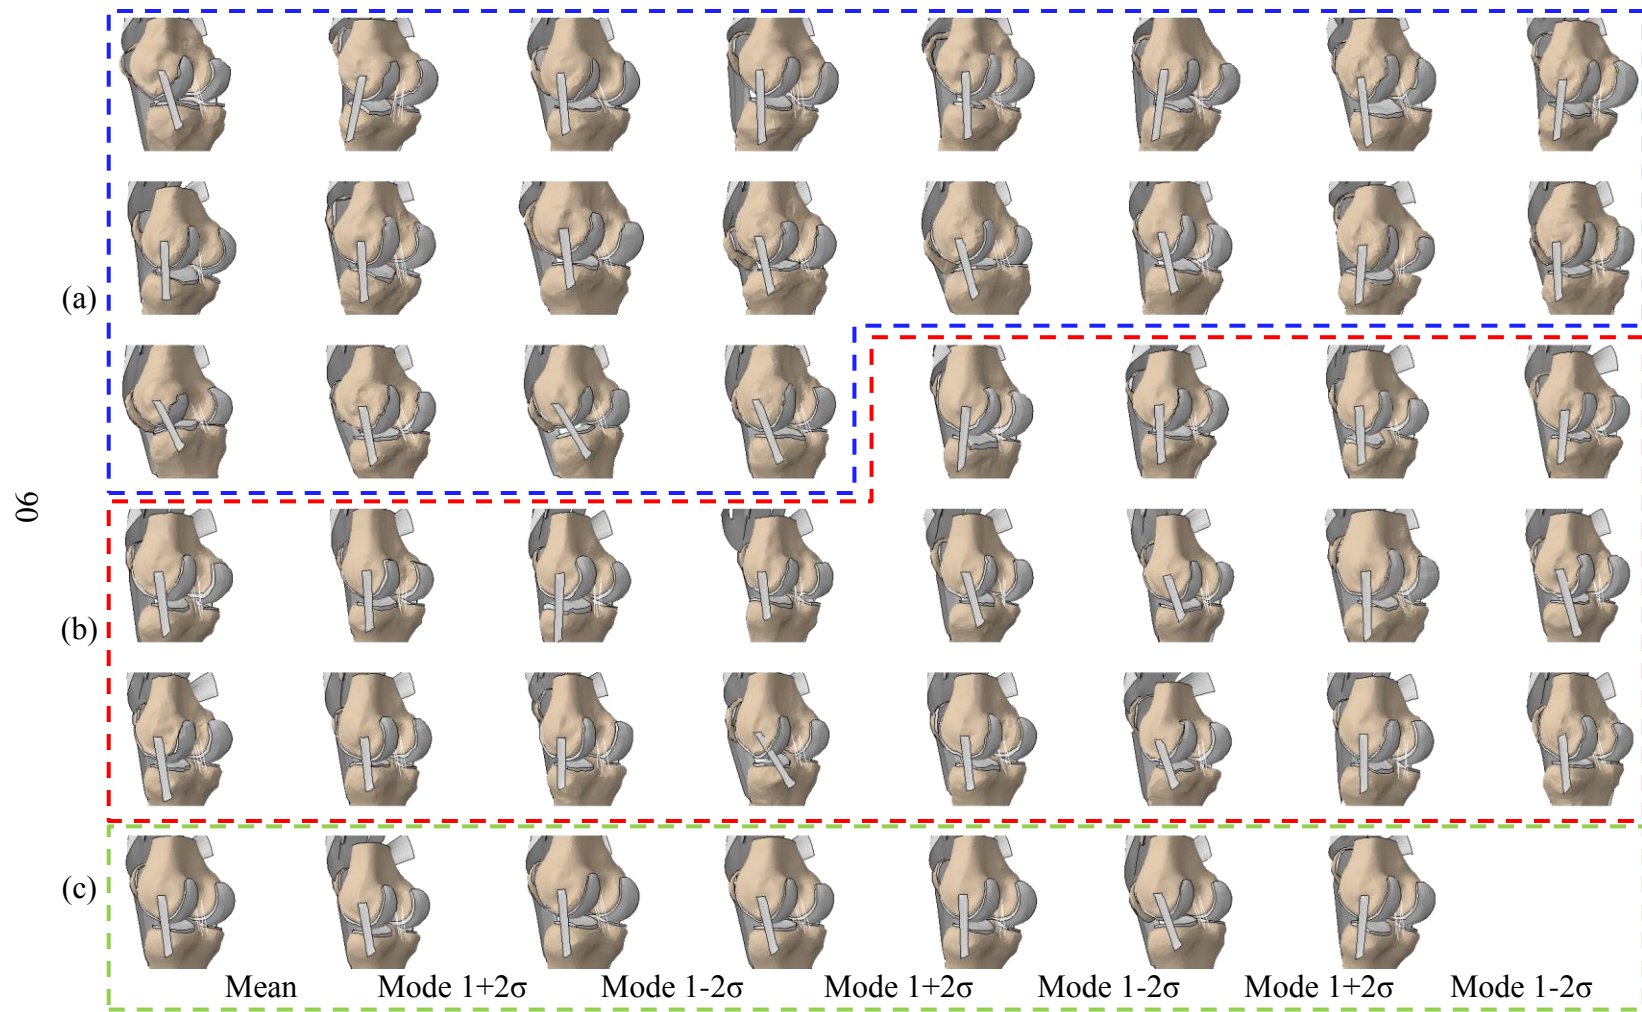 (a)
90
(b)
(c)
Mean Mode 1+2σ Mode 1-2σ Mode 1+2σ Mode 1-2σ Mode 1+2σ Mode 1-2σ